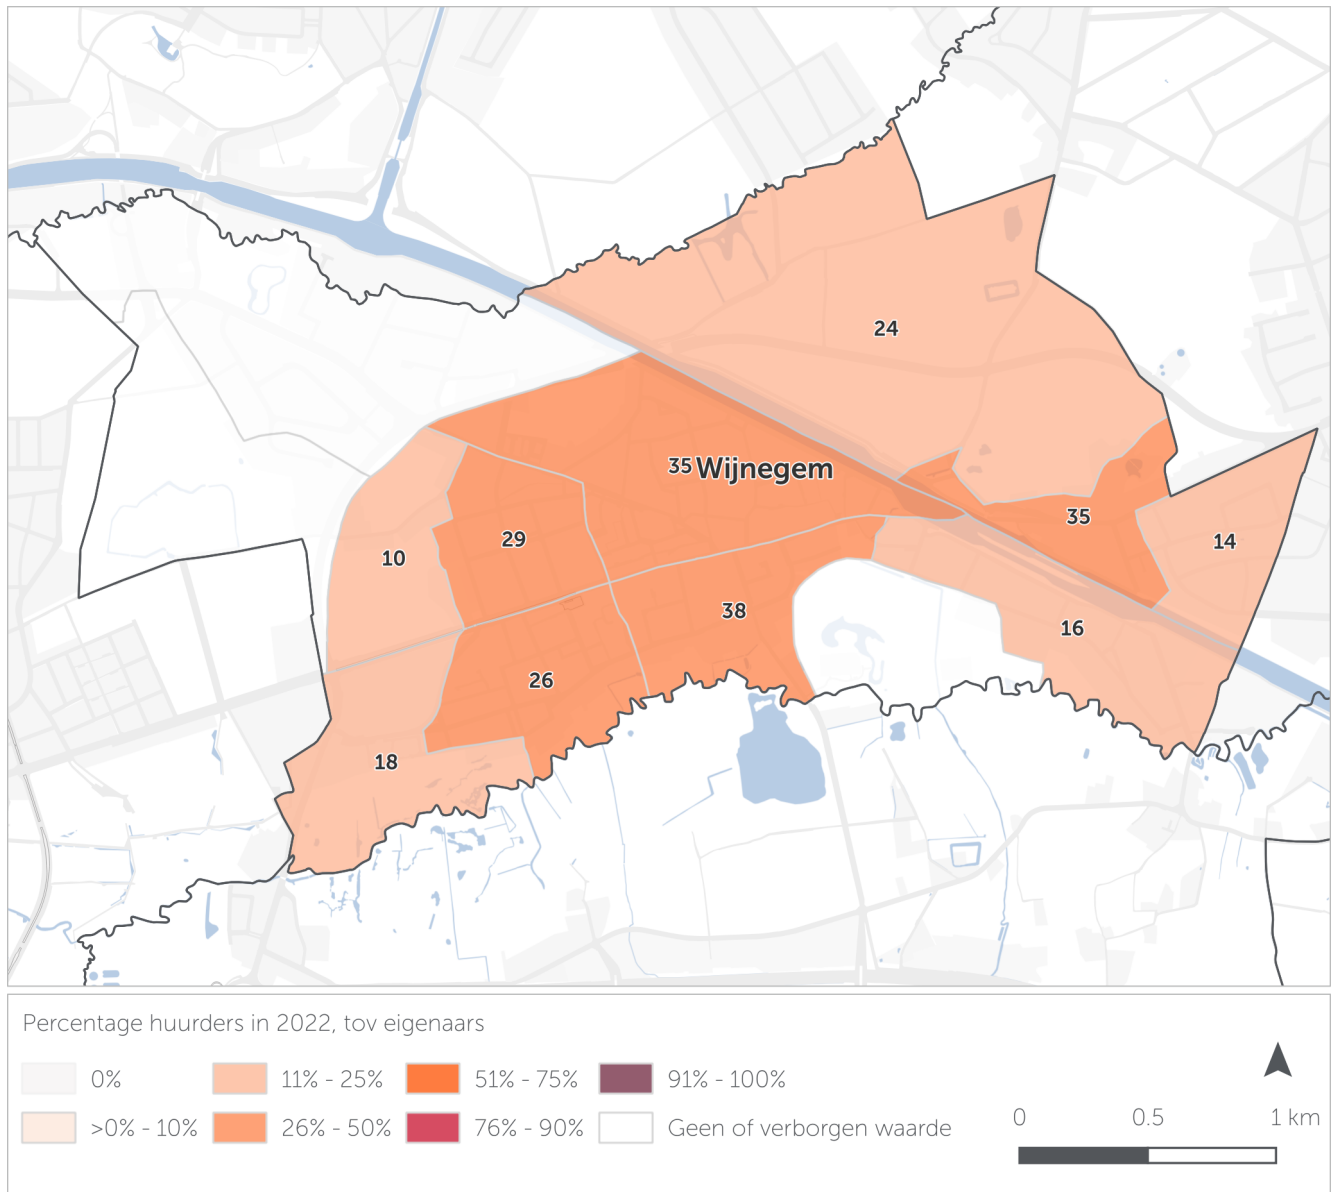 24
35 Wijnegem
35
29
14
10
38
16
26
18
Percentage huurders in 2022, tov eigenaars
0%
11% - 25%
51% - 75%
91% - 100%
>0% - 10%
26% - 50%
76% - 90%
Geen of verborgen waarde
0 0.5 1 km